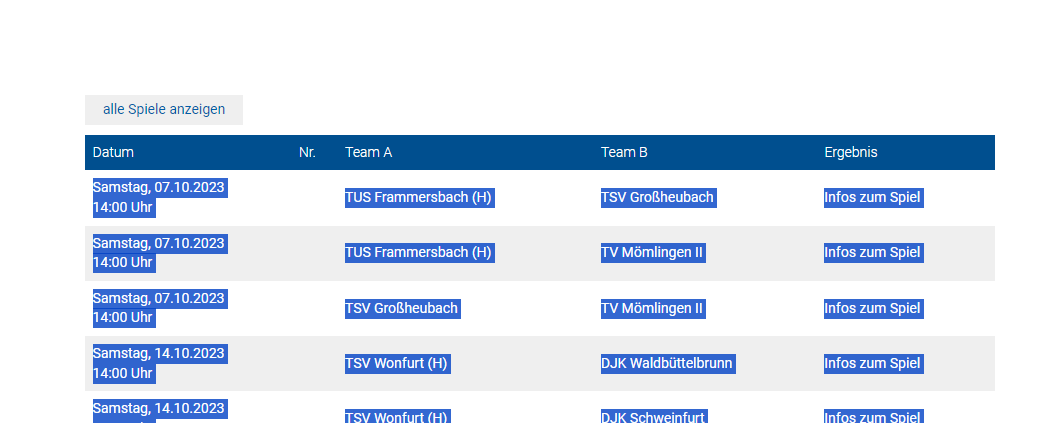 alle Spiele anzeigen
Datum Nr. Team A Team B Ergebnis
Samstag, 07.10.2023
14:00 Uhr
TUS Frammersbach (H) TSV Großheubach Infos zum Spiel
Samstag, 07.10.2023
14:00 Uhr
TUS Frammersbach (H) TV Mömlingen II Infos zum Spiel
Samstag, 07.10.2023
14:00 Uhr
TSV Großheubach TV Mömlingen II Infos zum Spiel
Samstag, 14.10.2023
14:00 Uhr
TSV Wonfurt (H) DJK Waldbüttelbrunn Infos zum Spiel
Samstag, 14.10.2023
TSV Wonfurt (H) DJK Schweinfurt Infos zum Spiel